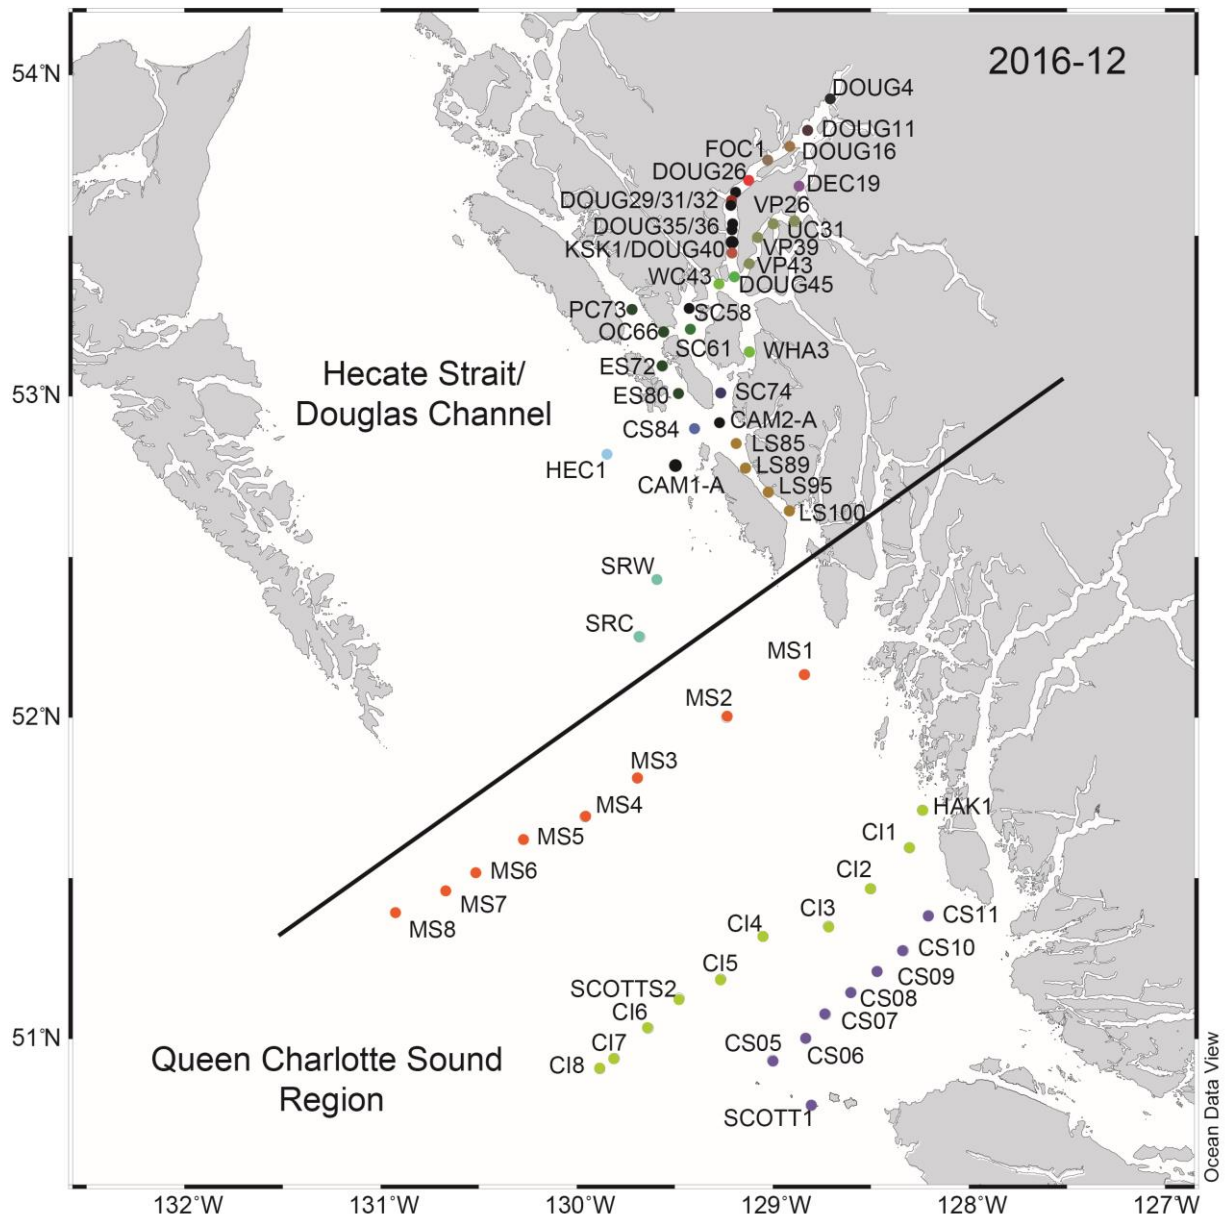 2016-12
54°N
DOUG4
DOUG11
FOC1
DOUG16
DOUG26
DEC19
DOUG29/31/32
VP26
DOUG35/36
UC31
KSK1/DOUG40
VP39
VP43
WC43
DOUG45
PC73
SC58
OC66
SC61
WHA3
ES72
Hecate Strait/
Douglas Channel
53°N
ES80
SC74
CS84
CAM2-A
LS85
HEC1
LS89
CAM1-A
LS95
LS100
SRW
SRC
MS1
MS2
52°N
MS3
MS4
HAK1
MS5
CI1
MS6
CI2
MS7
CI3
MS8
CI4
CS11
CS10
CI5
CS09
SCOTTS2
CS08
CI6
CS07
51°N
CI7
CS05
CS06
CI8
Queen Charlotte Sound
Region
SCOTT1
Ocean Data View
132°W
131°W
130°W
129°W
128°W
127°W